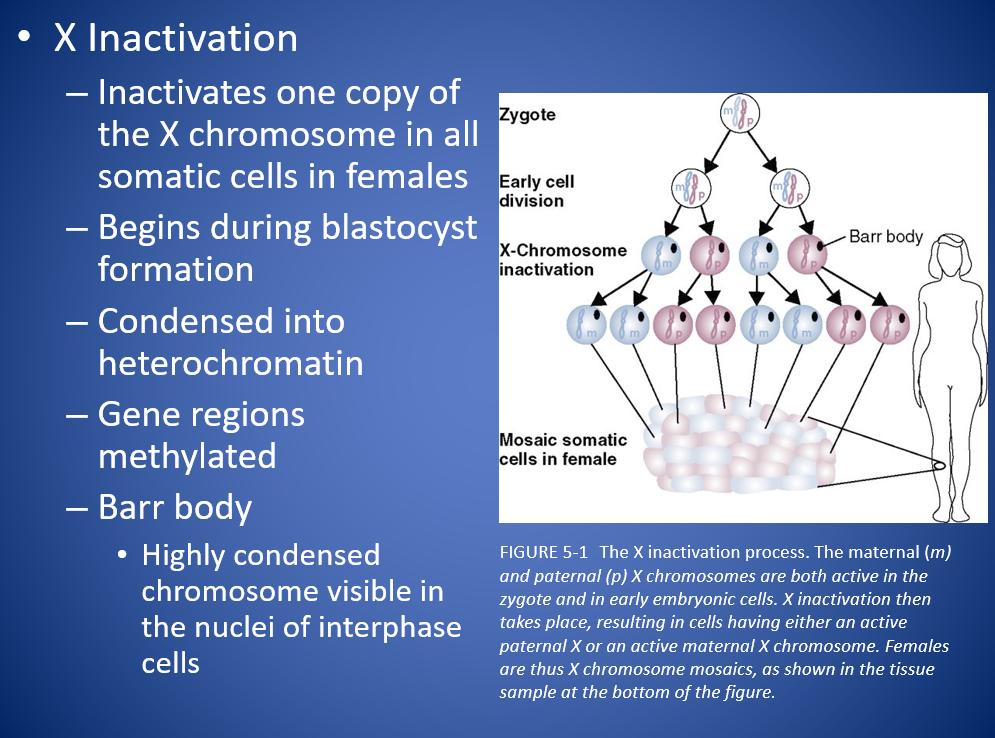 • X Inactivation
– Inactivates one copy of
the X chromosome in all
somatic cells in females
– Begins during blastocyst
formation
– Condensed into
heterochromatin
– Gene regions
methylated
– Barr body
• Highly condensed
chromosome visible in
the nuclei of interphase
cells
Zygote
m p
Early cell
division
m p m p
X-Chromosome
inactivation
m p m p
Barr body
m m p p m m p p
Mosaic somatic
cells in female
FIGURE 5-1 The X inactivation process. The maternal (m)
and paternal (p) X chromosomes are both active in the
zygote and in early embryonic cells. X inactivation then
takes place, resulting in cells having either an active
paternal X or an active maternal X chromosome. Females
are thus X chromosome mosaics, as shown in the tissue
sample at the bottom of the figure.